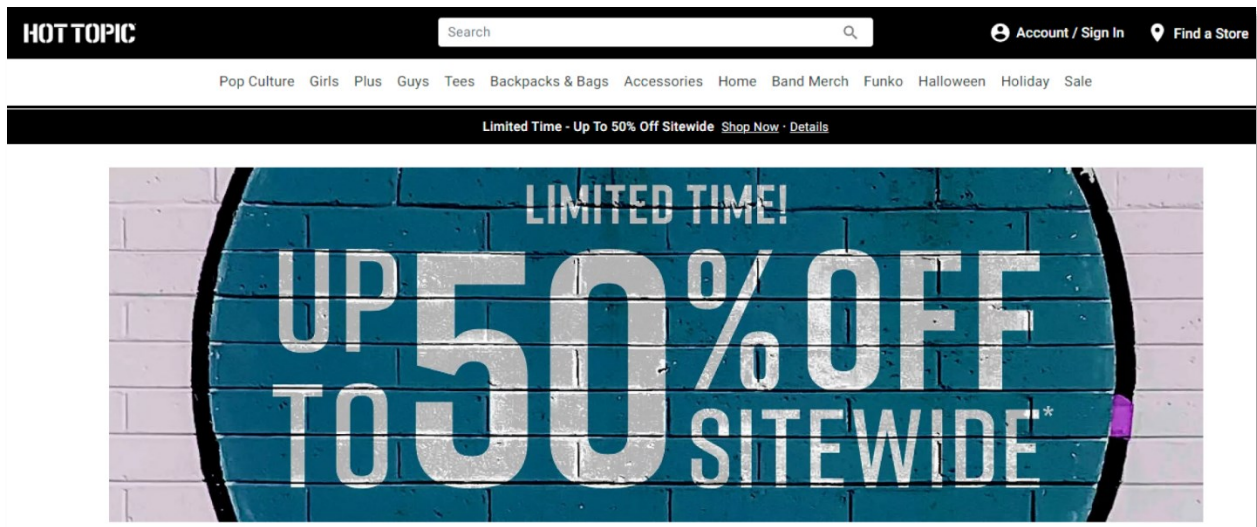 HOT TOPIC
Search
Account / Sign In
Find a Store
Pop Culture Girls Plus Guys Tees Backpacks & Bags Accessories Home Band Merch Funko Halloween Holiday Sale
Limited Time - Up To 50% Off Sitewide Shop Now · Details
LIMITED TIME!
UP TO 50% OFF
SITEWIDE*